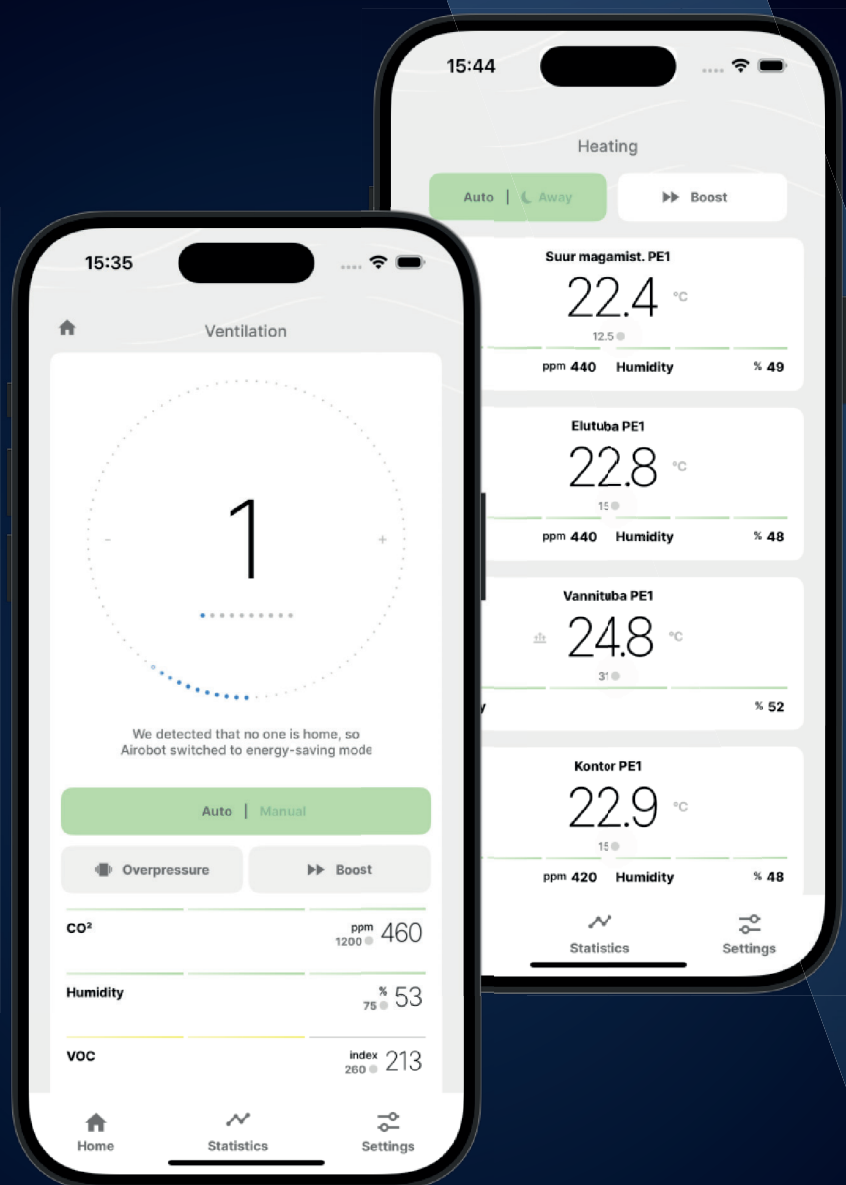 15:44
Heating
Auto | Away
Boost
Suur magamist. PE1
22.4 °C
12.5
ppm 440 Humidity % 49
Elutuba PE1
22.8 °C
15
ppm 440 Humidity % 48
Vannituba PE1
24.8 °C
31
y % 52
Kontor PE1
22.9 °C
15
ppm 420 Humidity % 48
Statistics
Settings
15:35
Ventilation
1
- +
We detected that no one is home, so
Airobot switched to energy-saving mode
Auto | Manual
Overpressure
Boost
CO² ppm 460
1200
Humidity % 53
75
VOC index 213
260
Home
Statistics
Settings